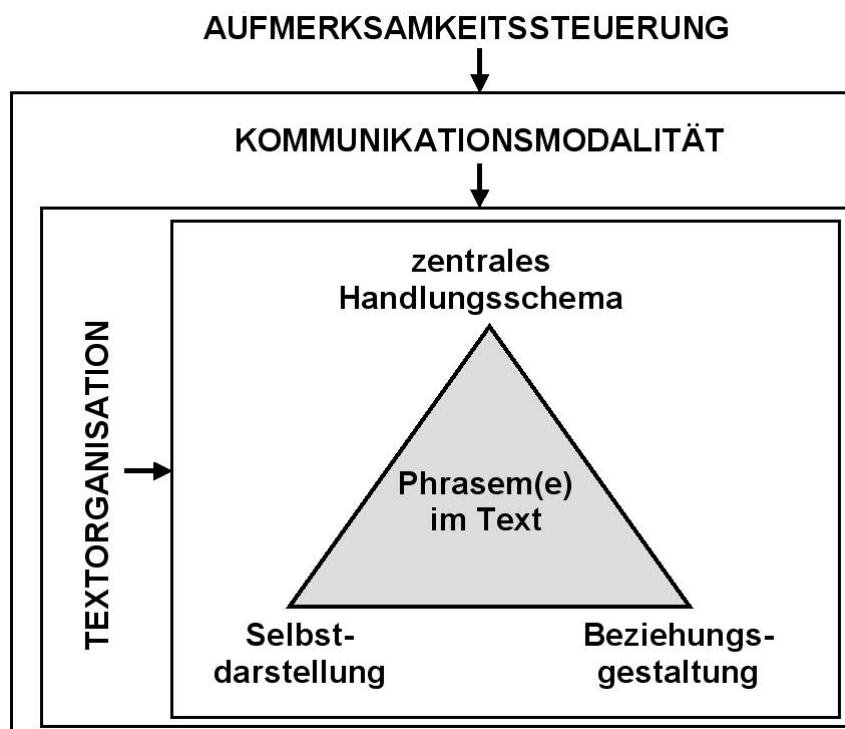 AUFMERKSAMKEITSSTEUERUNG
KOMMUNIKATIONSMODALITÄT
TEXTORGANISATION
zentrales
Handlungsschema
Phrasem(e)
im Text
Selbst-
darstellung
Beziehungs-
gestaltung